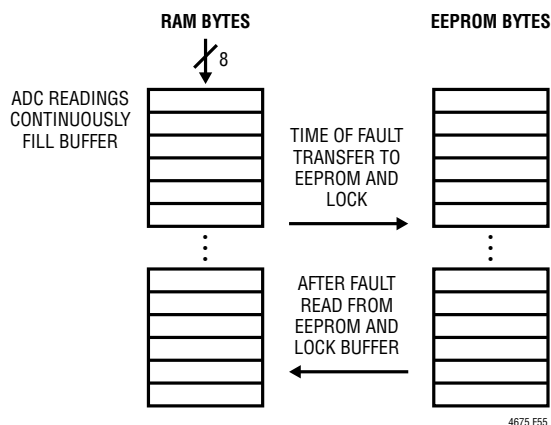 RAM BYTES
EEPROM BYTES
8
ADC READINGS
CONTINUOUSLY
FILL BUFFER
TIME OF FAULT
TRANSFER TO
EEPROM AND
LOCK
AFTER FAULT
READ FROM
EEPROM AND
LOCK BUFFER
4675 F55